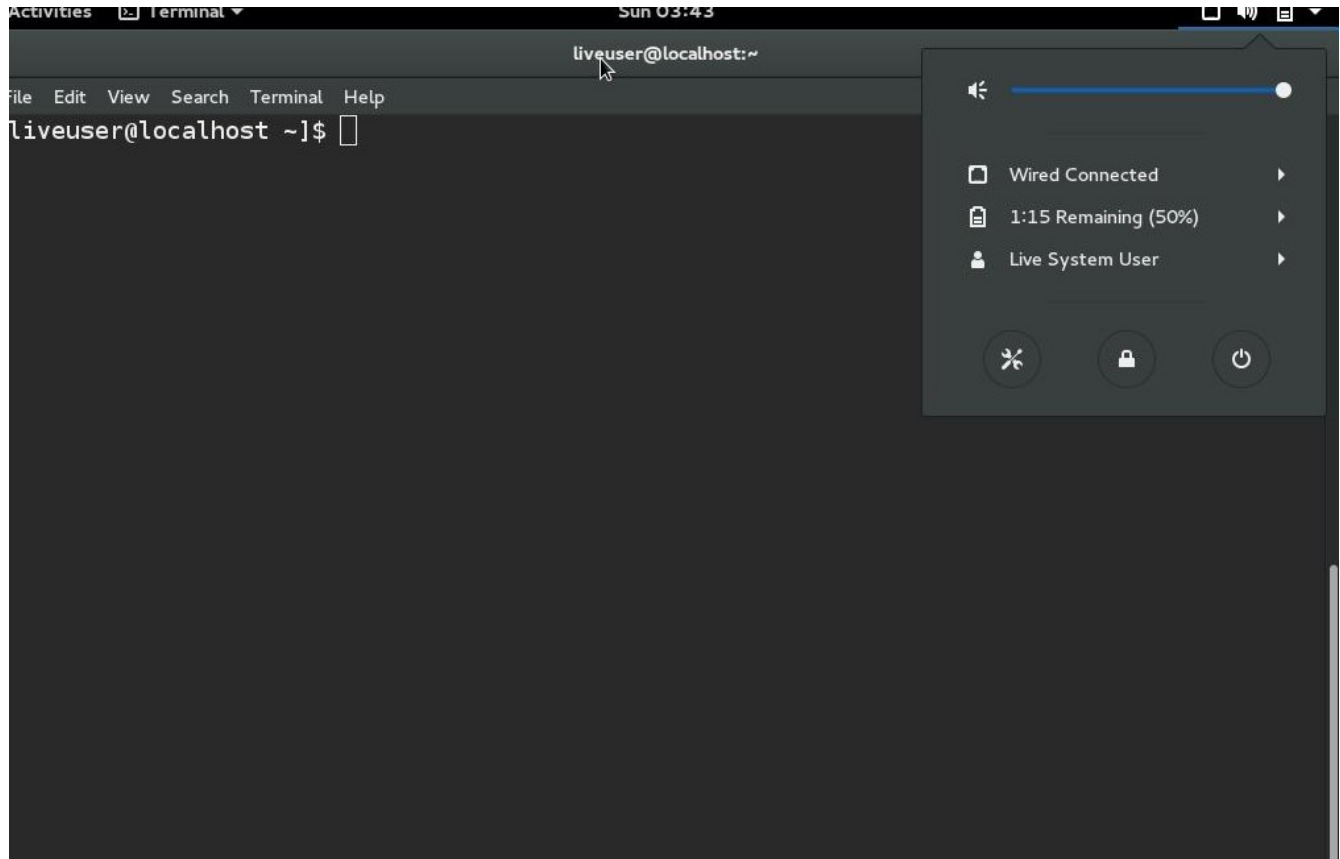 Activities Terminal Sun 03:43
liveuser@localhost:~
File Edit View Search Terminal Help
liveuser@localhost ~]$
Wired Connected
1:15 Remaining (50%)
Live System User